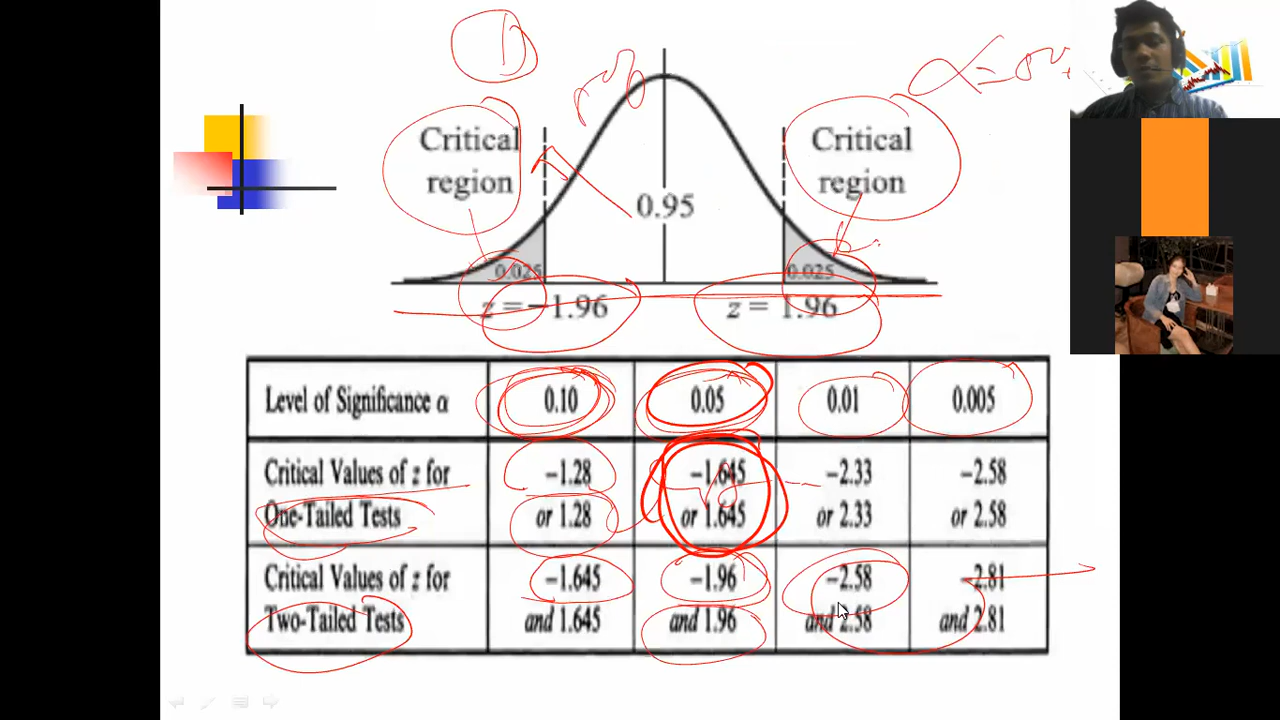 Critical region
Critical region
0.95
0.025
0.025
z = −1.96
z = 1.96
Level of Significance α 0.10 0.05 0.01 0.005
Critical Values of z for −1.28 −1.645 −2.33 −2.58
One-Tailed Tests or 1.28 or 1.645 or 2.33 or 2.58
Critical Values of z for −1.645 −1.96 −2.58 −2.81
Two-Tailed Tests and 1.645 and 1.96 and 2.58 and 2.81